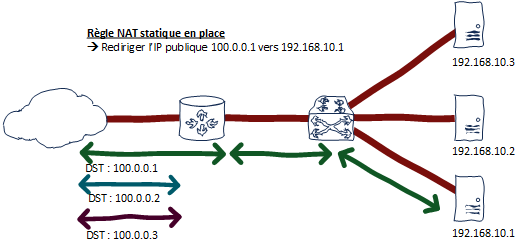 Règle NAT statique en place
→ Rediriger l'IP publique 100.0.0.1 vers 192.168.10.1
192.168.10.3
192.168.10.2
DST : 100.0.0.1
DST : 100.0.0.2
DST : 100.0.0.3
192.168.10.1